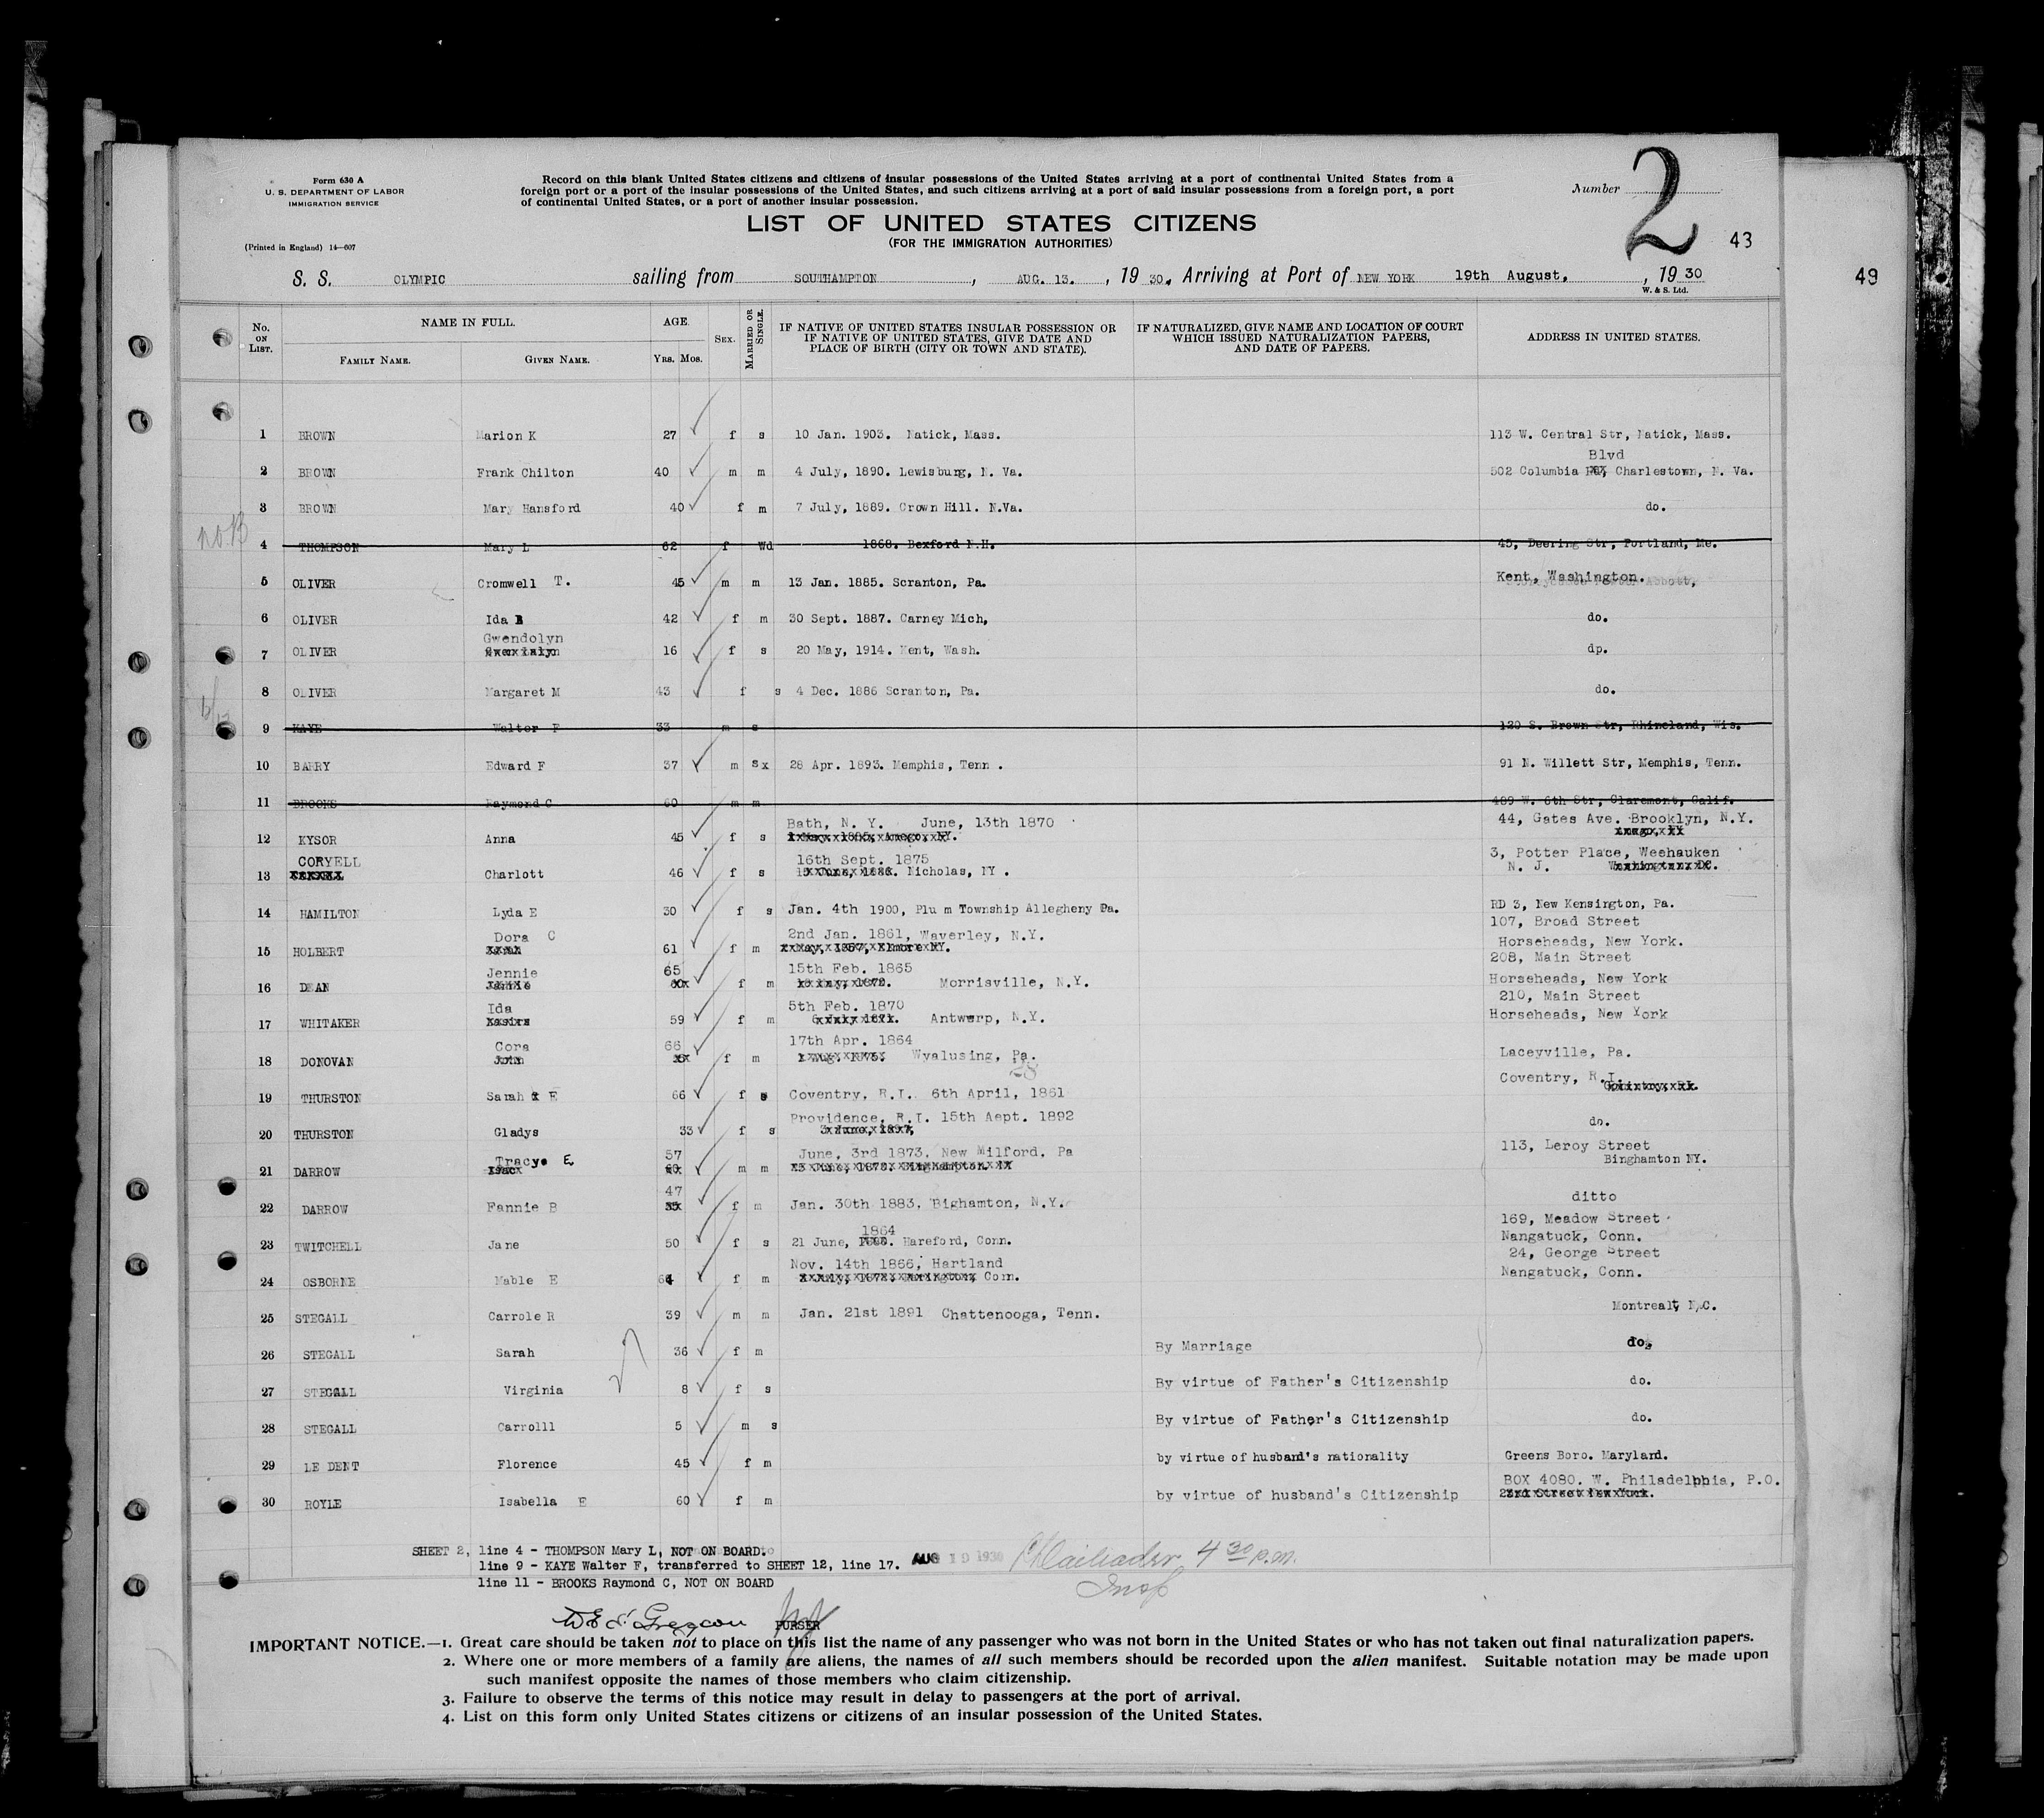 Form 630 A
U. S. DEPARTMENT OF LABOR
IMMIGRATION SERVICE
(Printed in England) 14—607
Record on this blank United States citizens and citizens of insular possessions of the United States arriving at a port of continental United States from a
foreign port or a port of the insular possessions of the United States, and such citizens arriving at a port of said insular possessions from a foreign port, a port
of continental United States, or a port of another insular possession.
Number 2
43
49
LIST OF UNITED STATES CITIZENS
(FOR THE IMMIGRATION AUTHORITIES)
S. S. OLYMPIC sailing from SOUTHAMPTON, AUG. 13., 19 30., Arriving at Port of NEW YORK 19th August, , 19 30
W. & S. Ltd.
No. ON LIST. NAME IN FULL. FAMILY NAME. GIVEN NAME. AGE. YRS. MOS. SEX. MARRIED OR SINGLE. IF NATIVE OF UNITED STATES INSULAR POSSESSION OR IF NATIVE OF UNITED STATES, GIVE DATE AND PLACE OF BIRTH (CITY OR TOWN AND STATE). IF NATURALIZED, GIVE NAME AND LOCATION OF COURT WHICH ISSUED NATURALIZATION PAPERS, AND DATE OF PAPERS. ADDRESS IN UNITED STATES.
1 BROWN Marion K 27 f s 10 Jan. 1903. Natick, Mass. 113 W. Central Str, Natick, Mass.
Blvd
2 BROWN Frank Chilton 40 m m 4 July, 1890. Lewisburg, N. Va. 502 Columbia Charlestown, N. Va.
3 BROWN Mary Hansford 40 f m 7 July, 1889. Crown Hill. N.Va. do.
4 THOMPSON Mary L 62 f Wd 1868. Boxford N.H. 45, Deering Str, Portland, Me.
5 OLIVER Cromwell T. 45 m m 13 Jan. 1885. Scranton, Pa. Kent, Washington.
6 OLIVER Ida B 42 f m 30 Sept. 1887. Carney Mich, do.
Gwendolyn
7 OLIVER 16 f s 20 May, 1914. Kent, Wash. dp.
8 OLIVER Margaret M 43 f s 4 Dec. 1886 Scranton, Pa. do.
9 KAYE Walter F 33 m s 120 S. Brown Str, Rhineland, Wis.
10 BARRY Edward F 37 m s x 28 Apr. 1893. Memphis, Tenn . 91 N. Willett Str, Memphis, Tenn.
11 BROOKS Raymond C 60 m m 489 W. 6th Str, Claremont, Calif.
Bath, N. Y. June, 13th 1870 44, Gates Ave. Brooklyn, N.Y.
12 KYSOR Anna 45 f s
CORYELL 16th Sept. 1875 3, Potter Place, Weehauken
13 Charlott 46 f s Nicholas, NY . N. J.
14 HAMILTON Lyda E 30 f s Jan. 4th 1900, Plu m Township Allegheny Pa. RD 3, New Kensington, Pa.
107, Broad Street
Dora C 2nd Jan. 1861, Waverley, N.Y.
15 HOLBERT 61 f m Horseheads, New York.
208, Main Street
Jennie 65 15th Feb. 1865
16 DEAN f m Morrisville, N.Y. Horseheads, New York
210, Main Street
Ida 5th Feb. 1870
17 WHITAKER 59 f m Antwerp, N.Y. Horseheads, New York
Cora 66 17th Apr. 1864
18 DONOVAN f m Wyalusing, Pa. Laceyville, Pa.
Coventry, R.I.
19 THURSTON Sarah E 66 f s Coventry, R.I. 6th April, 1861
Providence, R.I. 15th Aept. 1892
20 THURSTON Gladys 33 f s do.
Tracye E 57 June, 3rd 1873, New Milford. Pa 113, Leroy Street
21 DARROW m m Binghamton NY.
47
22 DARROW Fannie B f m Jan. 30th 1883, Bighamton, N.Y. ditto
1864 169, Meadow Street
23 TWITCHELL Jane 50 f s 21 June, Hareford, Conn. Nangatuck, Conn.
Nov. 14th 1866, Hartland 24, George Street
24 OSBORNE Mable E 64 f m Conn. Nangatuck, Conn.
25 STEGALL Carrole R 39 m m Jan. 21st 1891 Chattenooga, Tenn. Montreat, N.C.
26 STEGALL Sarah 36 f m By Marriage do.
27 STEGALL Virginia 8 f s By virtue of Father's Citizenship do.
28 STEGALL Carrolll 5 m s By virtue of Father's Citizenship do.
29 LE DENT Florence 45 f m by virtue of husband's nationality Greens Boro. Maryland.
BOX 4080. W. Philadelphia, P.O.
30 ROYLE Isabella E 60 f m by virtue of husband's Citizenship
SHEET 2, line 4 - THOMPSON Mary L, NOT ON BOARD.
line 9 - KAYE Walter F, transferred to SHEET 12, line 17. AUG 19 1930 4 30 p.m.
line 11 - BROOKS Raymond C, NOT ON BOARD Insp
PURSER
IMPORTANT NOTICE.—1. Great care should be taken not to place on this list the name of any passenger who was not born in the United States or who has not taken out final naturalization papers.
2. Where one or more members of a family are aliens, the names of all such members should be recorded upon the alien manifest. Suitable notation may be made upon
such manifest opposite the names of those members who claim citizenship.
3. Failure to observe the terms of this notice may result in delay to passengers at the port of arrival.
4. List on this form only United States citizens or citizens of an insular possession of the United States.